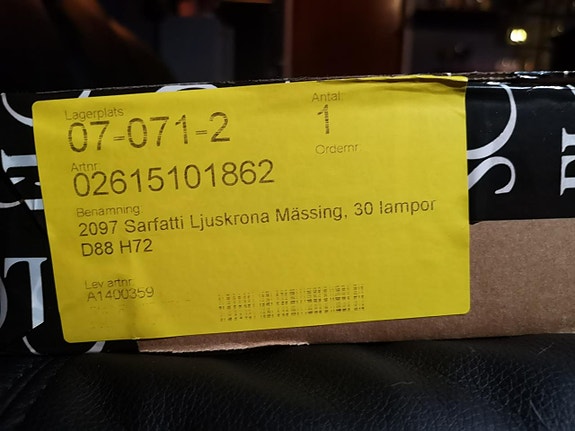 Lagerplats
07-071-2
Antal
1
Artnr
02615101862
Ordernr
Benämning
2097 Sarfatti Ljuskrona Mässing, 30 lampor
D88 H72
Lev artnr
A1400359